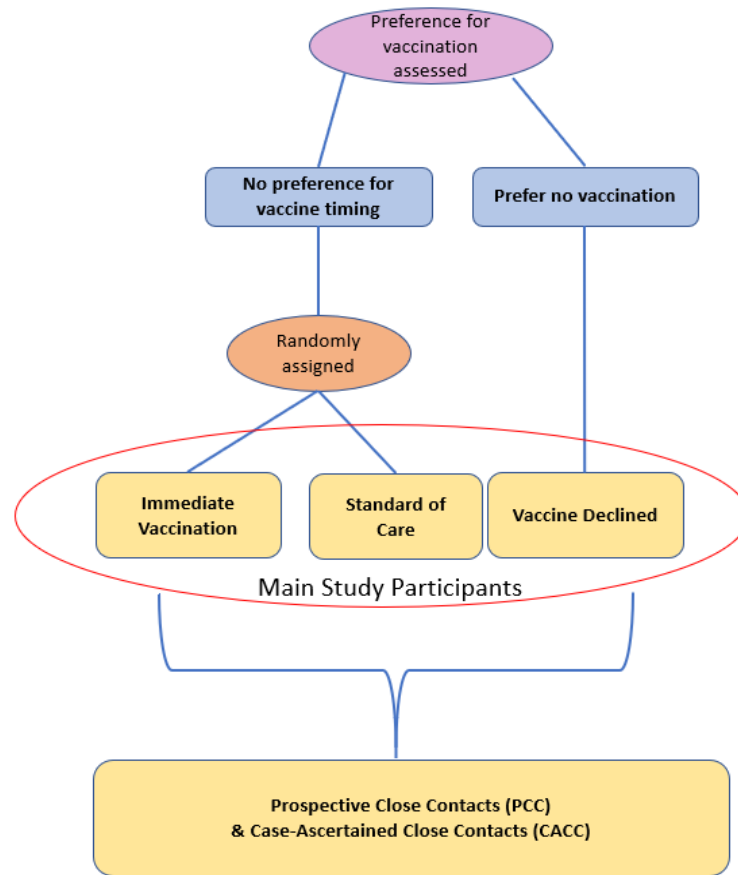 Preference for
vaccination
assessed
No preference for
vaccine timing
Prefer no vaccination
Randomly
assigned
Immediate
Vaccination
Standard of
Care
Vaccine Declined
Main Study Participants
Prospective Close Contacts (PCC)
& Case-Ascertained Close Contacts (CACC)